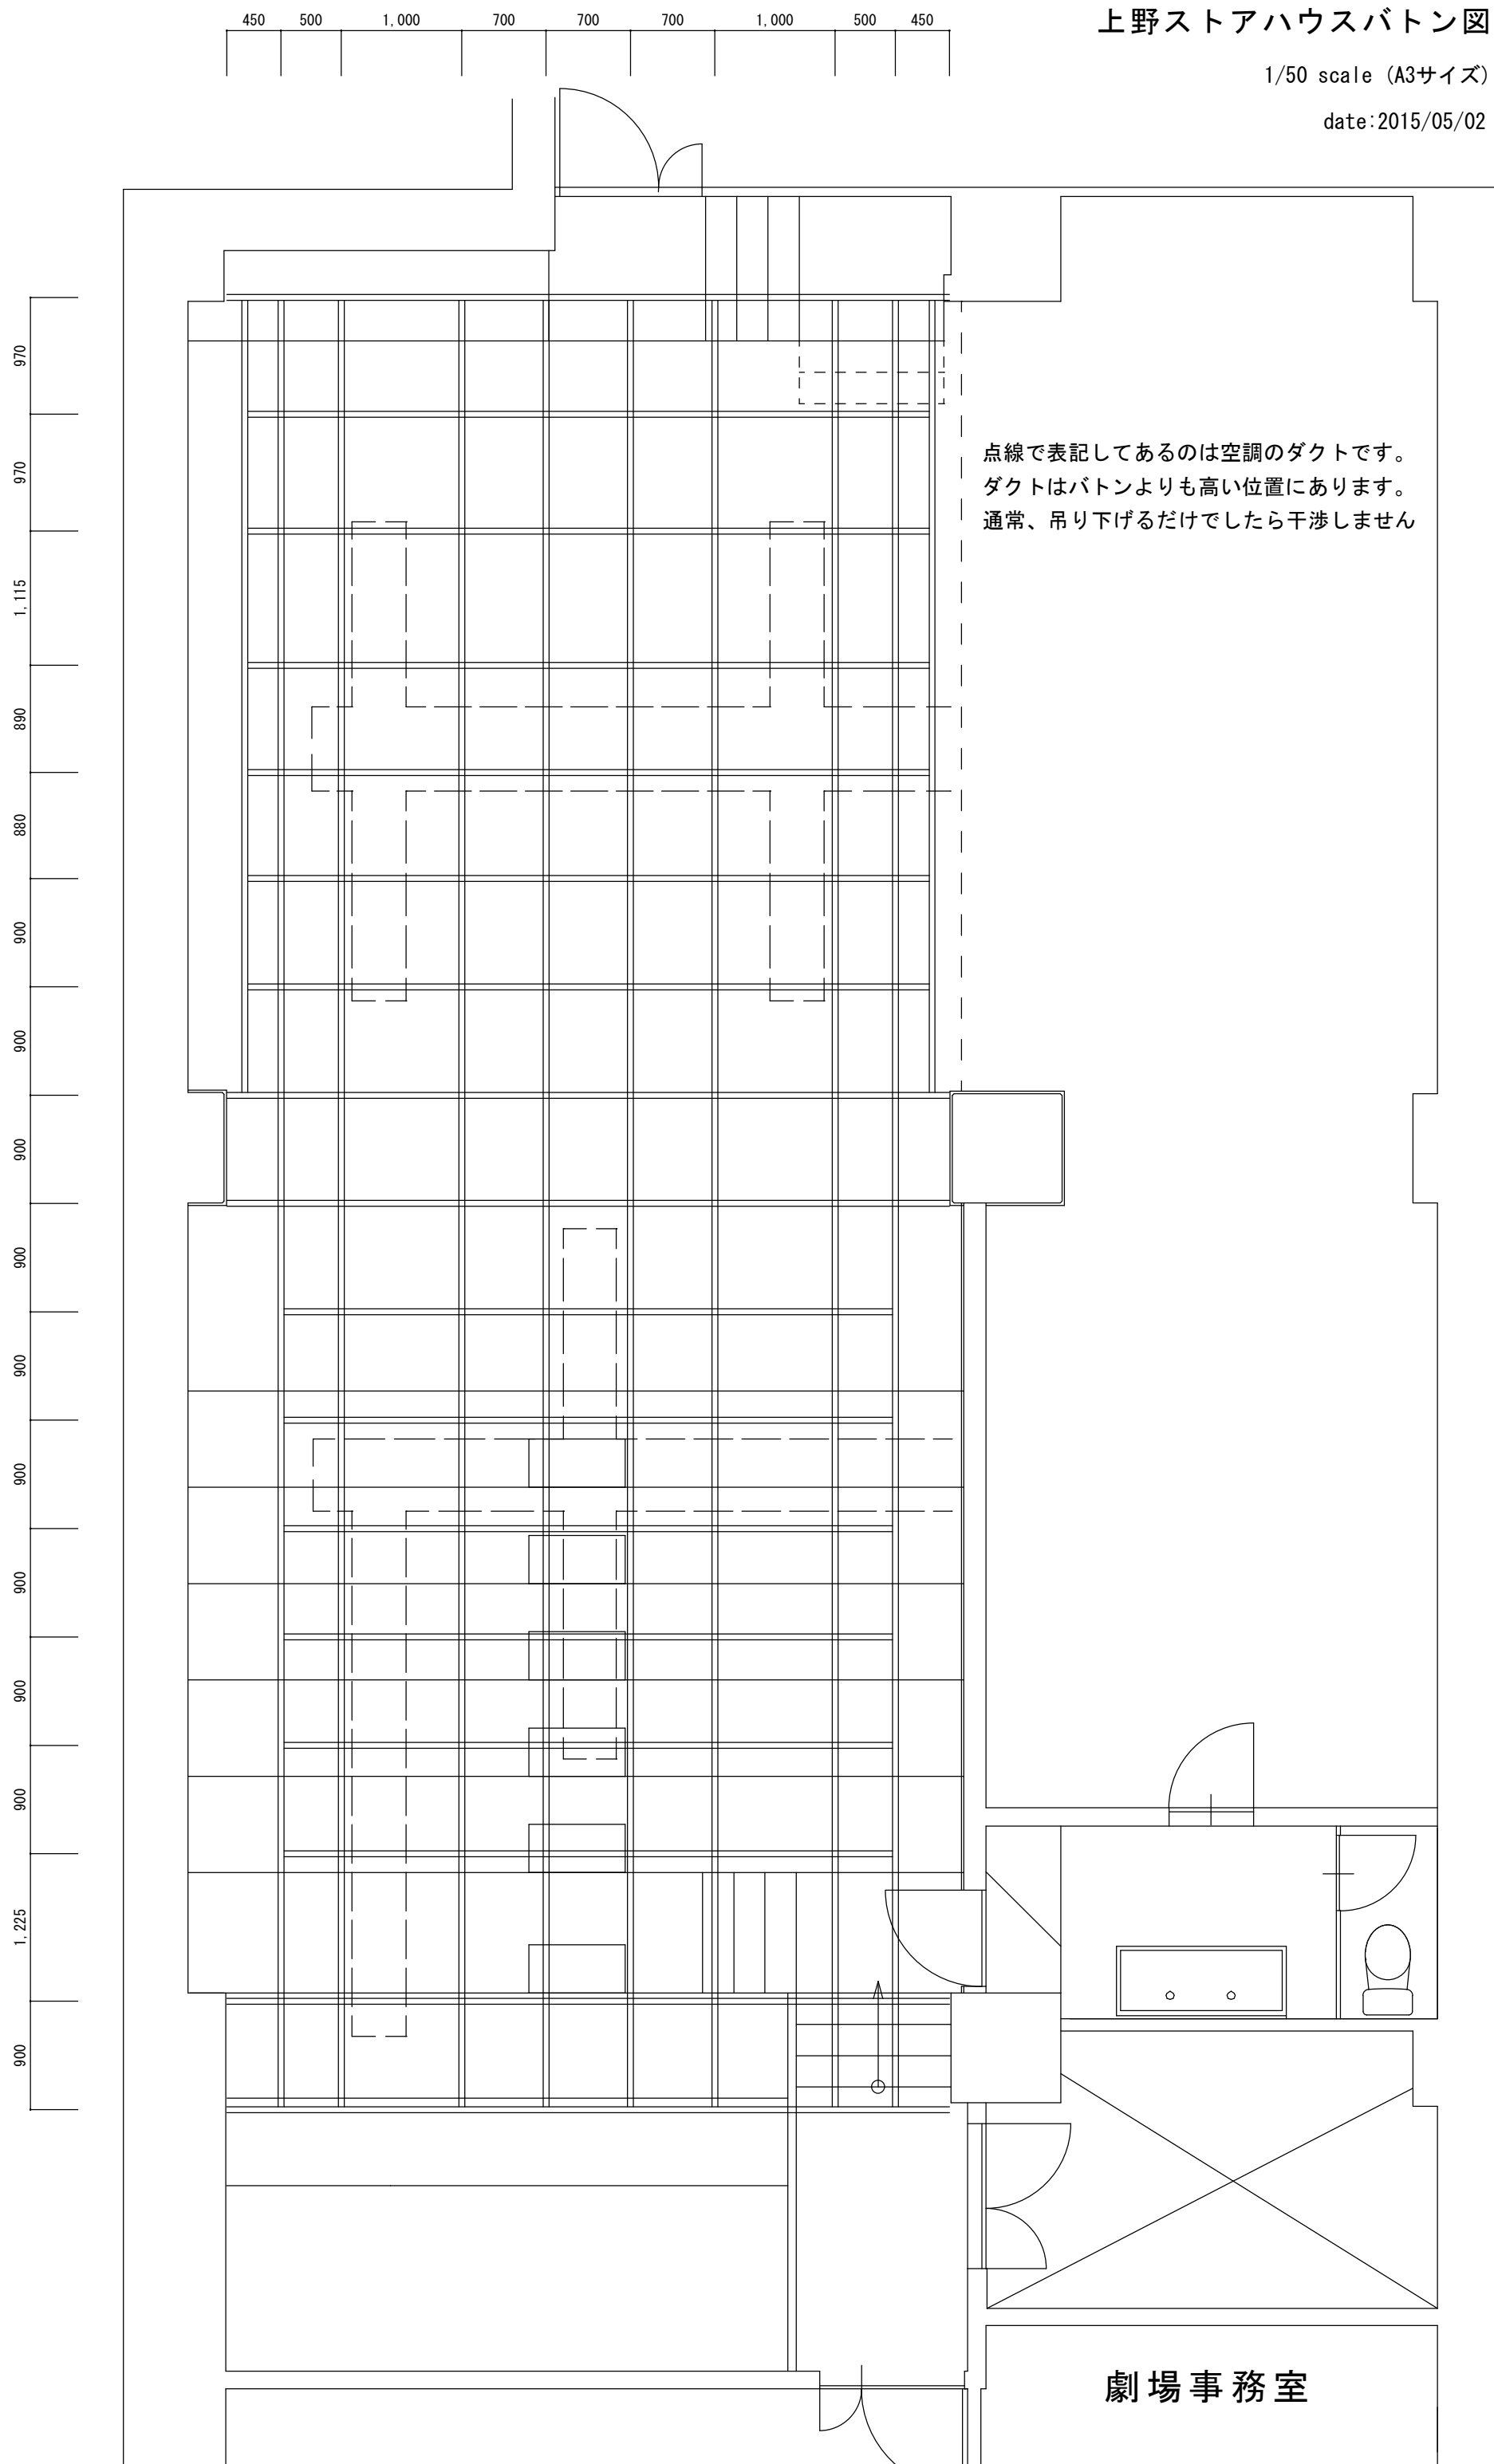 上野ストアハウスバトン図
1/50 scale (A3サイズ)
date:2015/05/02
450 500 1,000 700 700 700 1,000 500 450
970
970
1,115
890
880
900
900
900
900
900
900
900
900
900
1,225
900
点線で表記してあるのは空調のダクトです。
ダクトはバトンよりも高い位置にあります。
通常、吊り下げるだけでしたら干渉しません
劇場事務室